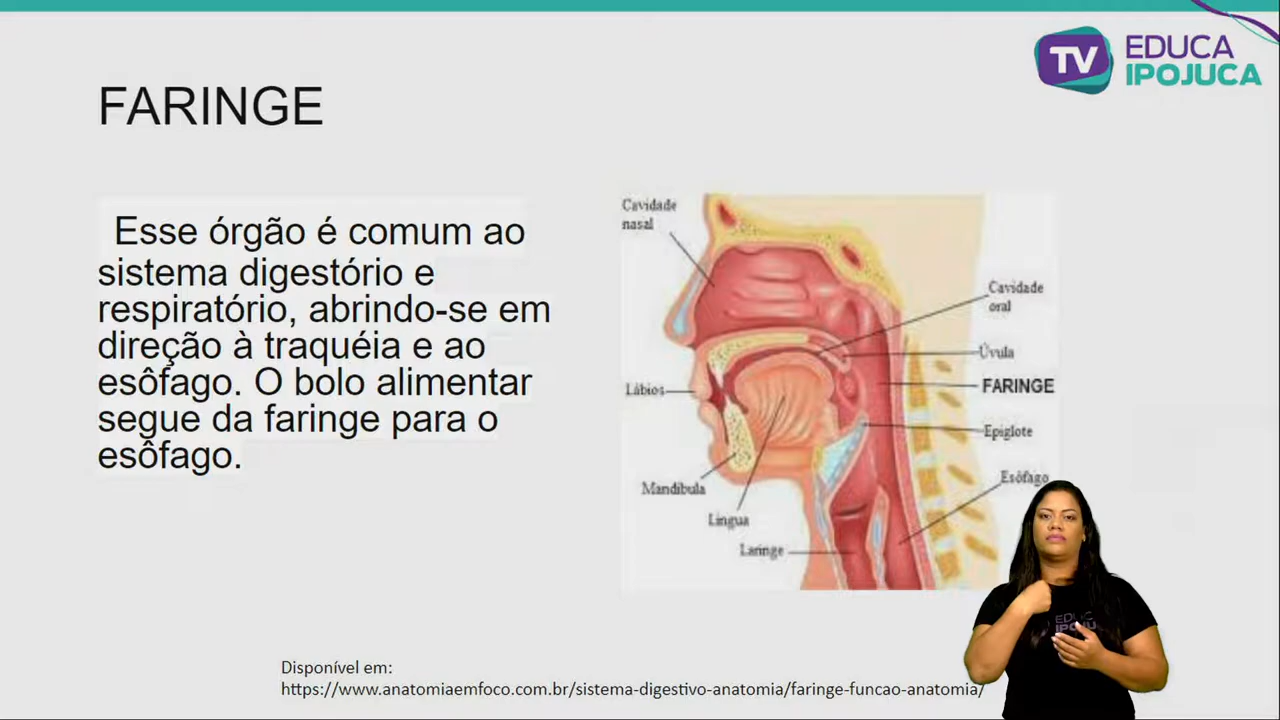 TV EDUCA
IPOJUCA
FARINGE
Esse órgão é comum ao
sistema digestório e
respiratório, abrindo-se em
direção à traquéia e ao
esôfago. O bolo alimentar
segue da faringe para o
esôfago.
Cavidade
nasal
Cavidade
oral
Úvula
FARINGE
Lábios
Epiglote
Esôfago
Mandíbula
Língua
Laringe
EDUC
IPOJU
Disponível em:
https://www.anatomiaemfoco.com.br/sistema-digestivo-anatomia/faringe-funcao-anatomia/